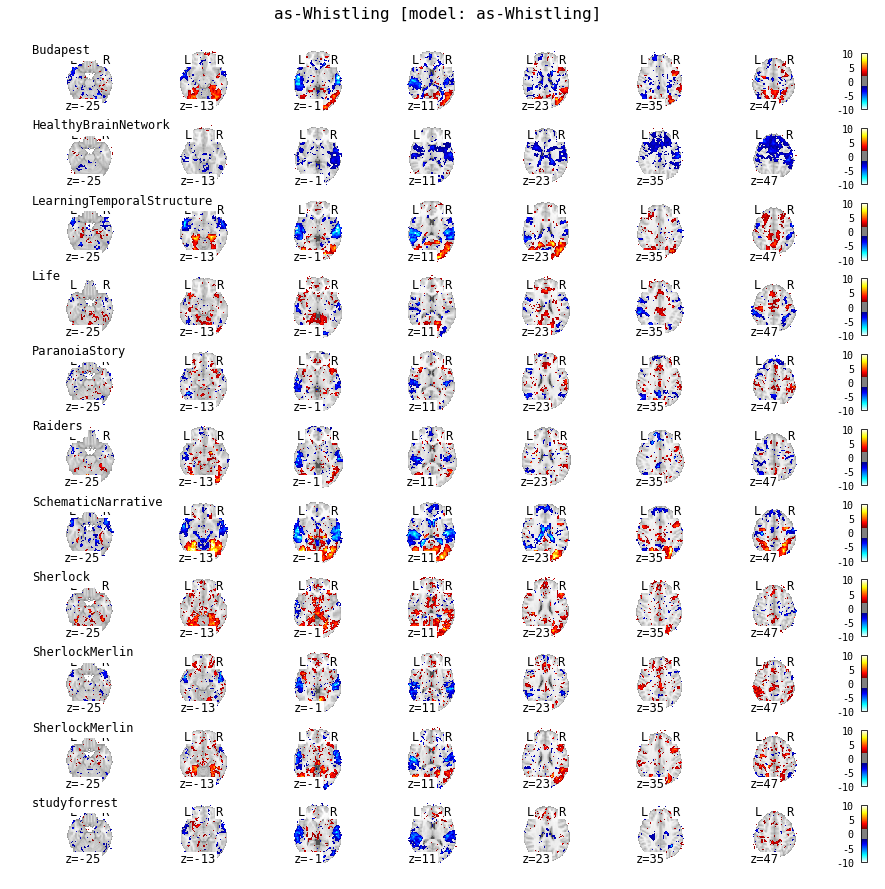 as-Whistling [model: as-Whistling]
Budapest
L R L R L R L R L R L R L R
z=-25 z=-13 z=-1 z=11 z=23 z=35 z=47
10 5 0 -5 -10
HealthyBrainNetwork
L R L R L R L R L R L R L R
z=-25 z=-13 z=-1 z=11 z=23 z=35 z=47
10 5 0 -5 -10
LearningTemporalStructure
L R L R L R L R L R L R L R
z=-25 z=-13 z=-1 z=11 z=23 z=35 z=47
10 5 0 -5 -10
Life
L R L R L R L R L R L R L R
z=-25 z=-13 z=-1 z=11 z=23 z=35 z=47
10 5 0 -5 -10
ParanoiaStory
L R L R L R L R L R L R L R
z=-25 z=-13 z=-1 z=11 z=23 z=35 z=47
10 5 0 -5 -10
Raiders
L R L R L R L R L R L R L R
z=-25 z=-13 z=-1 z=11 z=23 z=35 z=47
10 5 0 -5 -10
SchematicNarrative
L R L R L R L R L R L R L R
z=-25 z=-13 z=-1 z=11 z=23 z=35 z=47
10 5 0 -5 -10
Sherlock
L R L R L R L R L R L R L R
z=-25 z=-13 z=-1 z=11 z=23 z=35 z=47
10 5 0 -5 -10
SherlockMerlin
L R L R L R L R L R L R L R
z=-25 z=-13 z=-1 z=11 z=23 z=35 z=47
10 5 0 -5 -10
SherlockMerlin
L R L R L R L R L R L R L R
z=-25 z=-13 z=-1 z=11 z=23 z=35 z=47
10 5 0 -5 -10
studyforrest
L R L R L R L R L R L R L R
z=-25 z=-13 z=-1 z=11 z=23 z=35 z=47
10 5 0 -5 -10